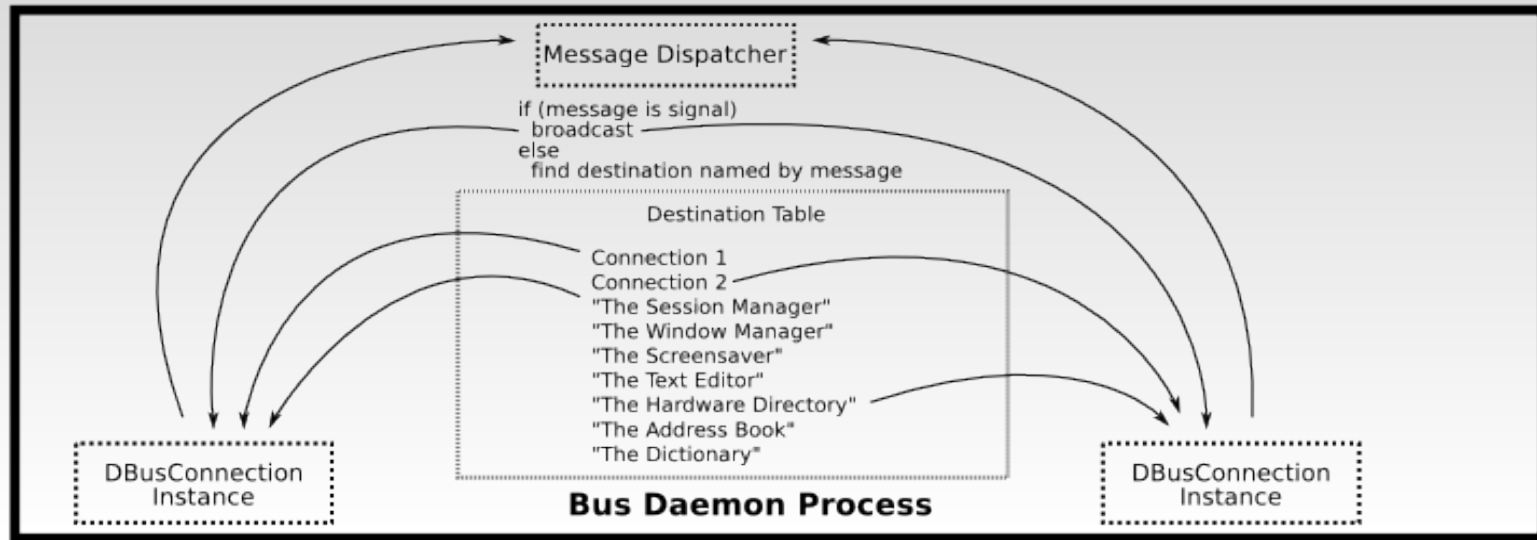 Message Dispatcher
if (message is signal)
broadcast
else
find destination named by message
Destination Table
Connection 1
Connection 2
"The Session Manager"
"The Window Manager"
"The Screensaver"
"The Text Editor"
"The Hardware Directory"
"The Address Book"
"The Dictionary"
DBusConnection
Instance
DBusConnection
Instance
Bus Daemon Process